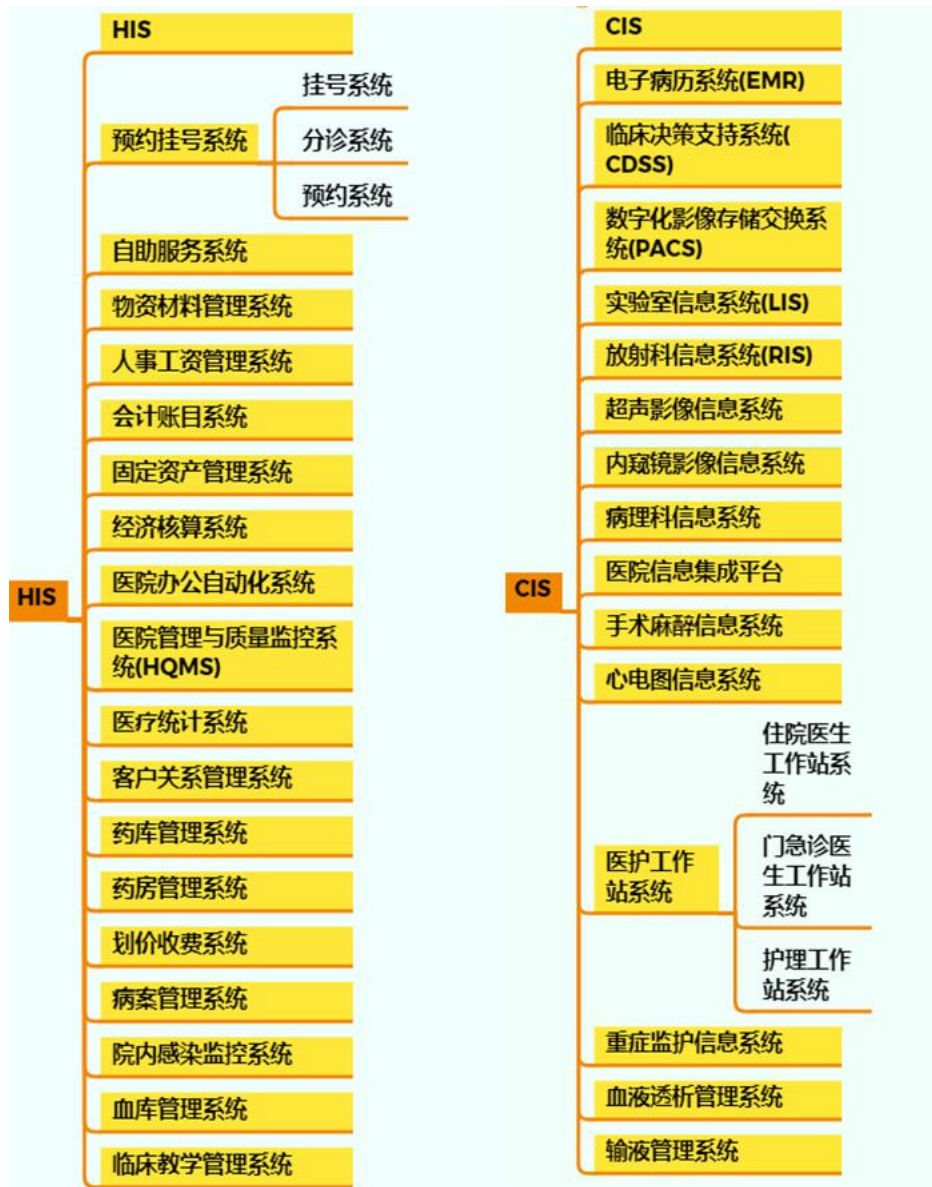 HIS
HIS
预约挂号系统
挂号系统
分诊系统
预约系统
自助服务系统
物资材料管理系统
人事工资管理系统
会计账目系统
固定资产管理系统
经济核算系统
医院办公自动化系统
医院管理与质量监控系
统(HQMS)
医疗统计系统
客户关系管理系统
药库管理系统
药房管理系统
划价收费系统
病案管理系统
院内感染监控系统
血库管理系统
临床教学管理系统
CIS
CIS
电子病历系统(EMR)
临床决策支持系统(
CDSS)
数字化影像存储交换系
统(PACS)
实验室信息系统(LIS)
放射科信息系统(RIS)
超声影像信息系统
内窥镜影像信息系统
病理科信息系统
医院信息集成平台
手术麻醉信息系统
心电图信息系统
医护工作
站系统
住院医生
工作站系
统
门急诊医
生工作站
系统
护理工作
站系统
重症监护信息系统
血液透析管理系统
输液管理系统